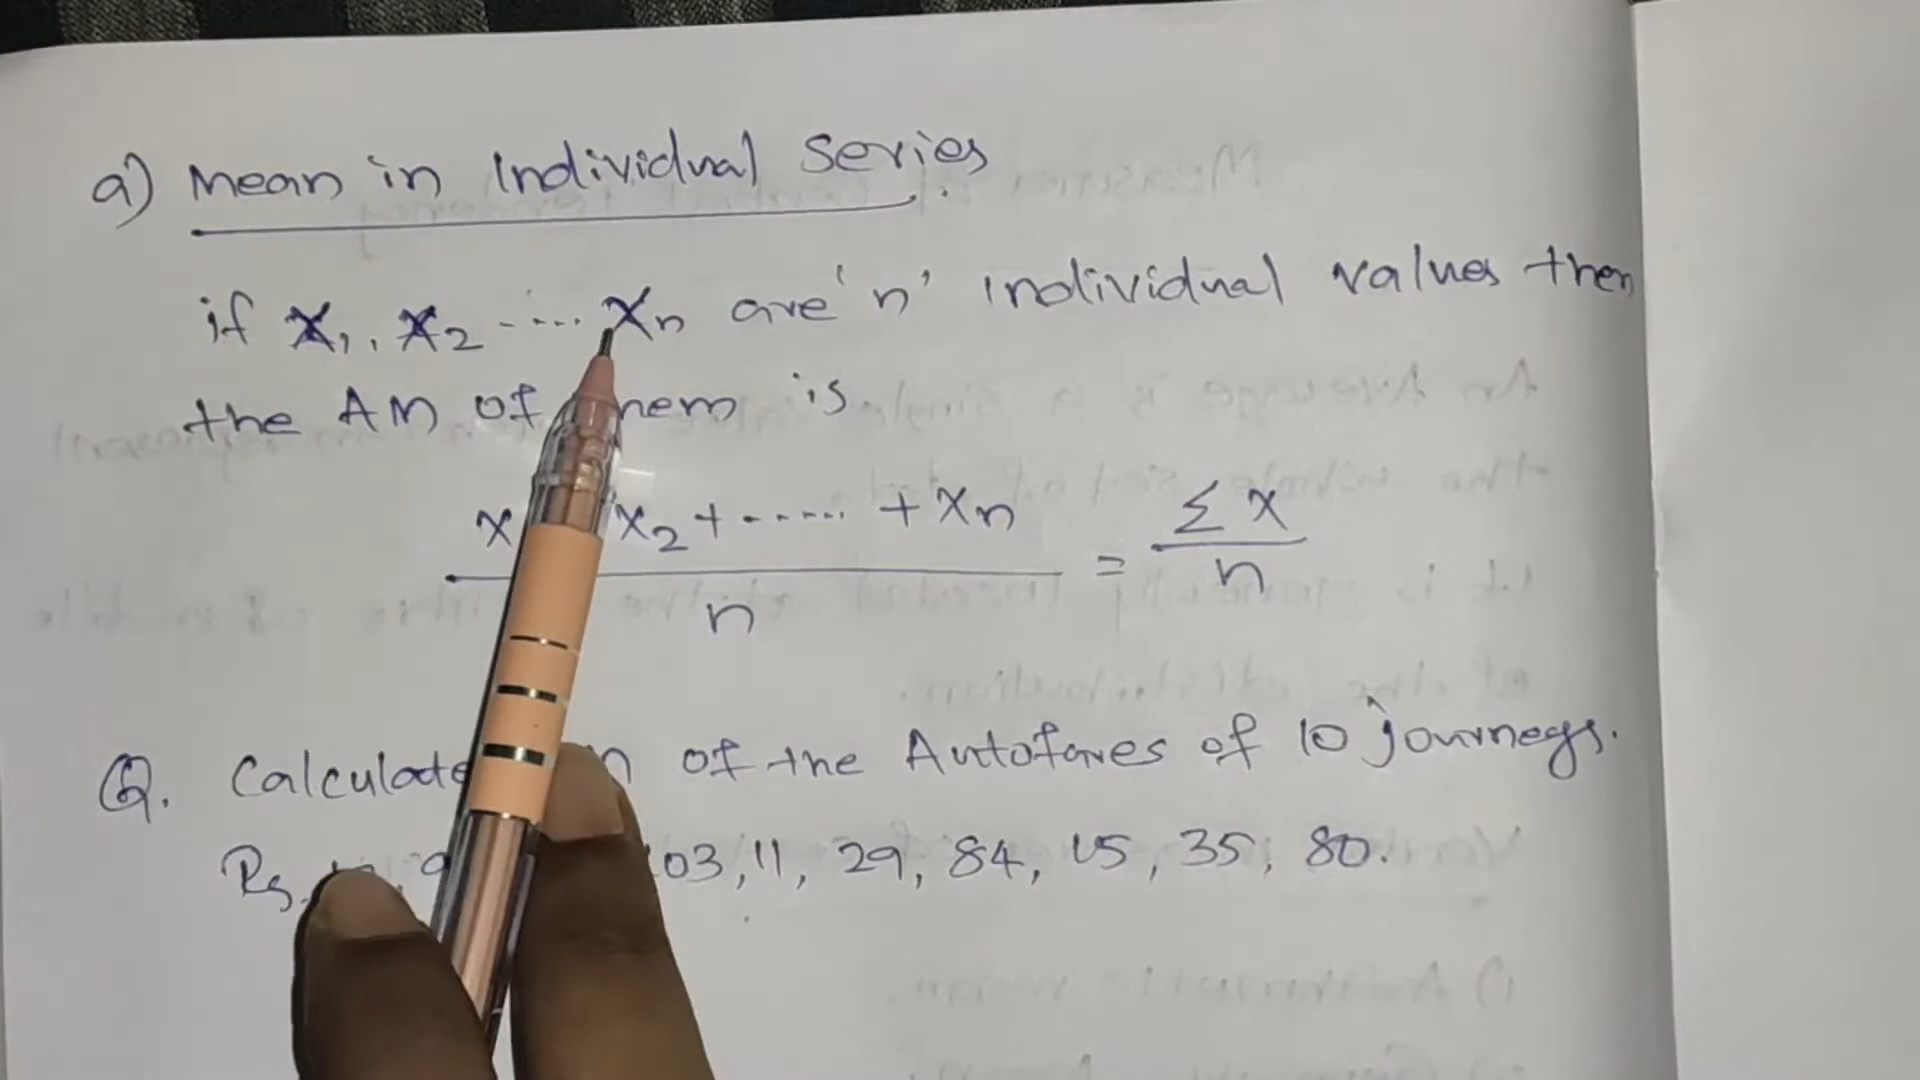 a) Mean in Individual Series
if x₁, x₂ -.... xₙ are 'n' individual values then
the AM of is
x x₂ + ...... + xₙ / n = Σx / n
Q. Calculate of the Autofares of 10 journeys.
Rs. 03, 11, 29, 84, 15, 35, 80.